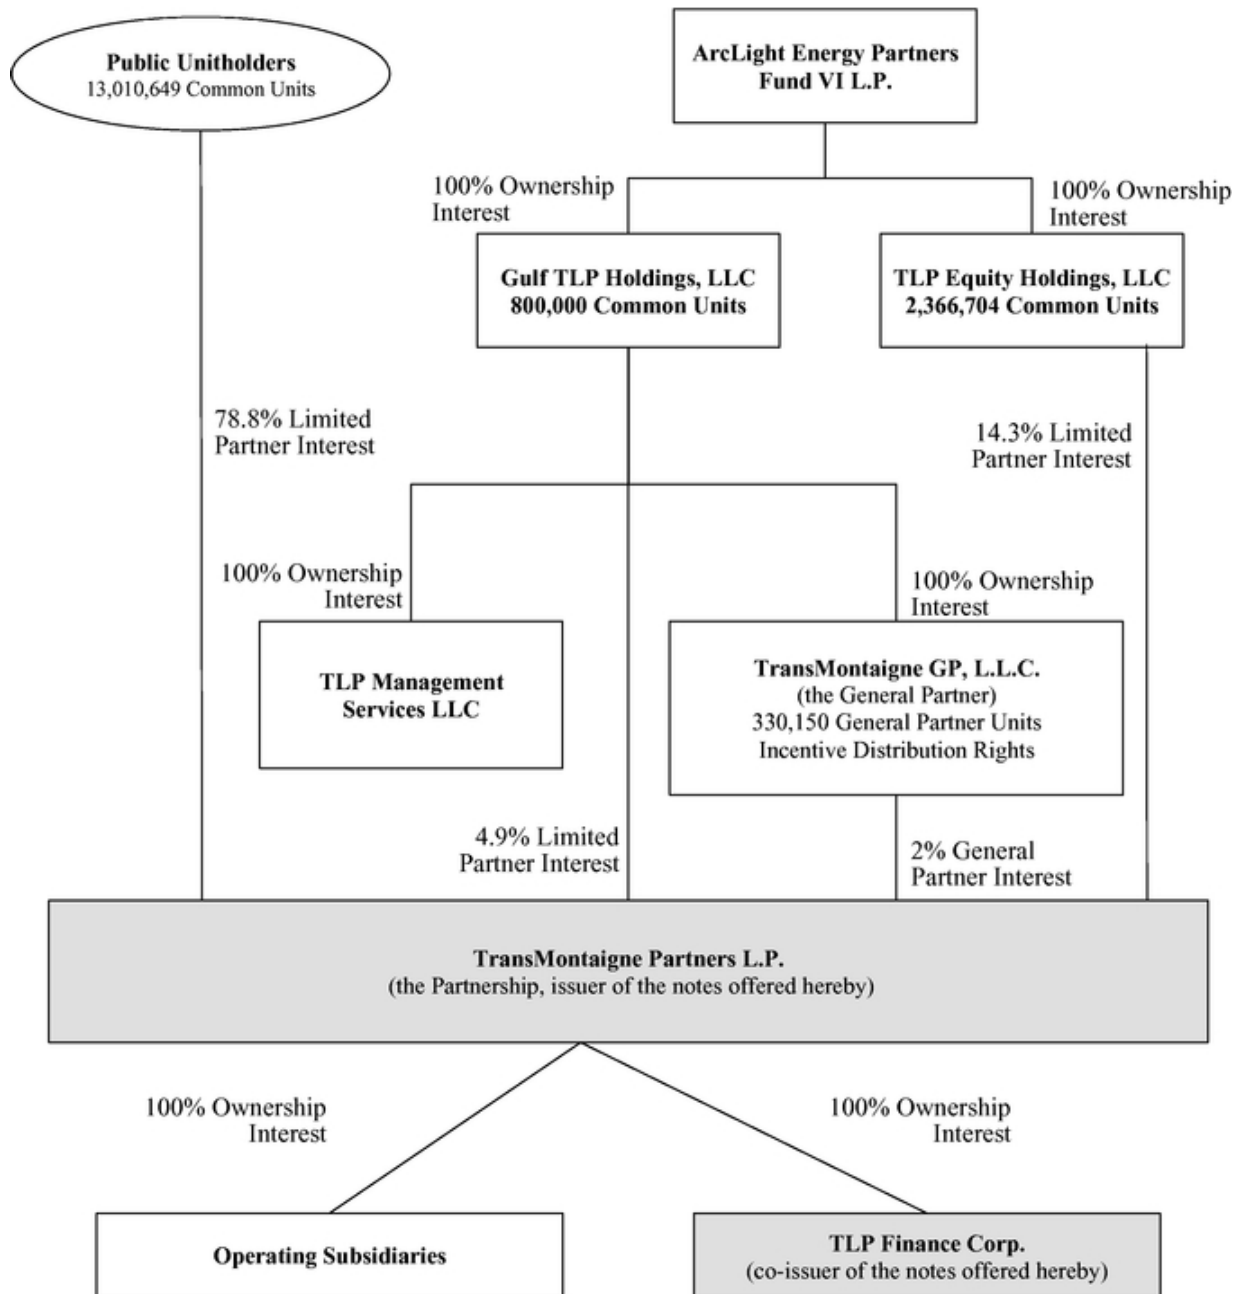 Public Unitholders
13,010,649 Common Units
ArcLight Energy Partners
Fund VI L.P.
100% Ownership
Interest
100% Ownership
Interest
Gulf TLP Holdings, LLC
800,000 Common Units
TLP Equity Holdings, LLC
2,366,704 Common Units
78.8% Limited
Partner Interest
14.3% Limited
Partner Interest
100% Ownership
Interest
100% Ownership
Interest
TLP Management
Services LLC
TransMontaigne GP, L.L.C.
(the General Partner)
330,150 General Partner Units
Incentive Distribution Rights
4.9% Limited
Partner Interest
2% General
Partner Interest
TransMontaigne Partners L.P.
(the Partnership, issuer of the notes offered hereby)
100% Ownership
Interest
100% Ownership
Interest
Operating Subsidiaries
TLP Finance Corp.
(co-issuer of the notes offered hereby)